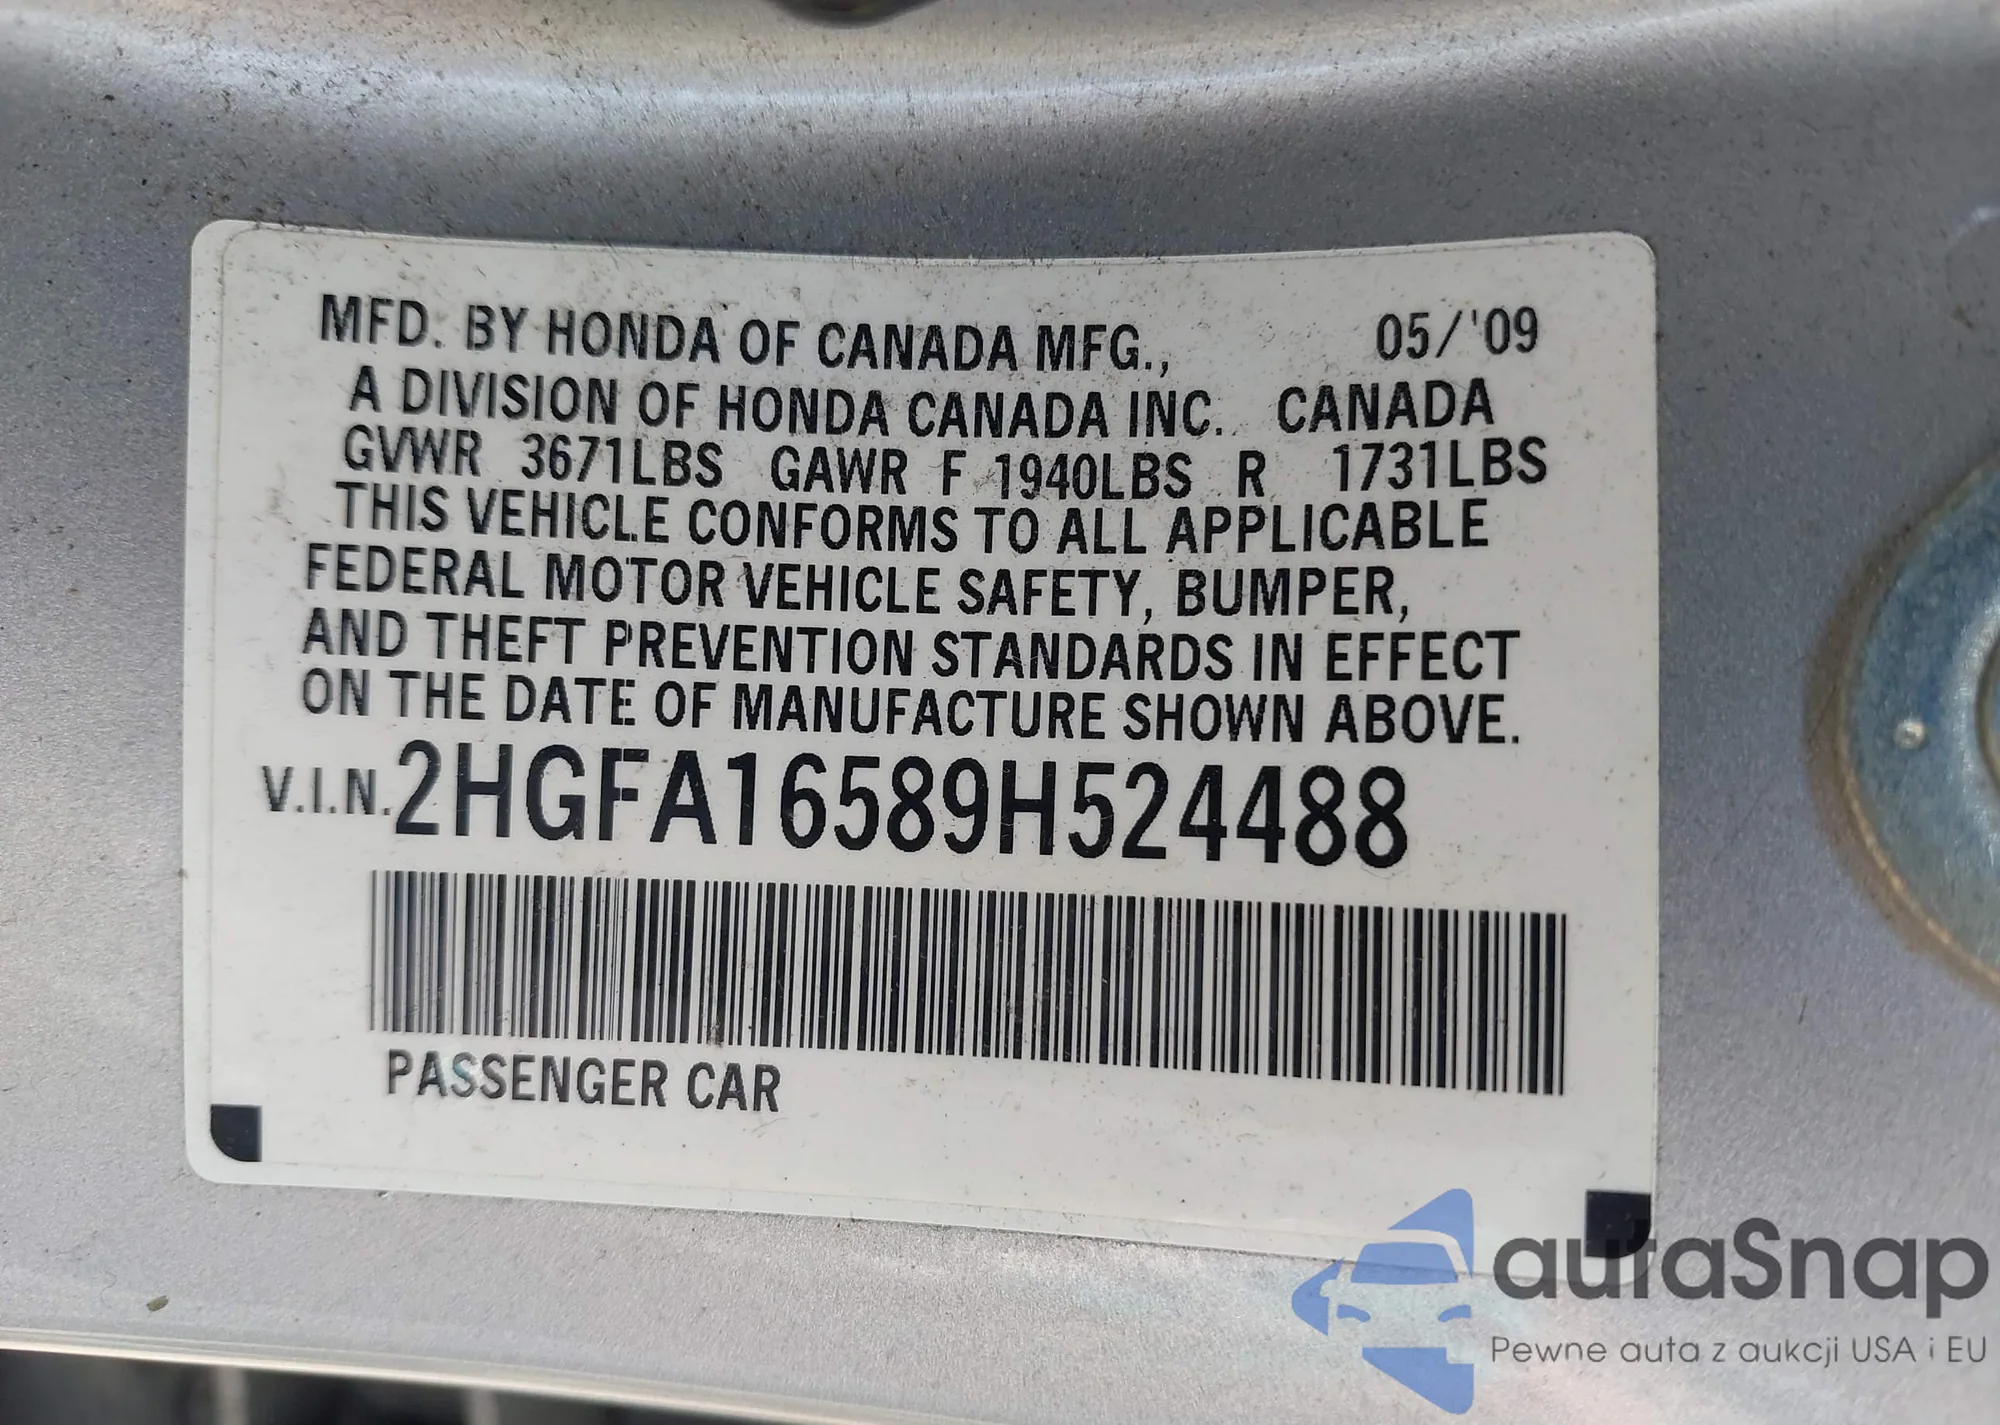 MFD. BY HONDA OF CANADA MFG., 05/'09
A DIVISION OF HONDA CANADA INC. CANADA
GVWR 3671LBS GAWR F 1940LBS R 1731LBS
THIS VEHICLE CONFORMS TO ALL APPLICABLE
FEDERAL MOTOR VEHICLE SAFETY, BUMPER,
AND THEFT PREVENTION STANDARDS IN EFFECT
ON THE DATE OF MANUFACTURE SHOWN ABOVE.
V.I.N. 2HGFA16589H524488
PASSENGER CAR
autaSnap
Pewne auta z aukcji USA i EU